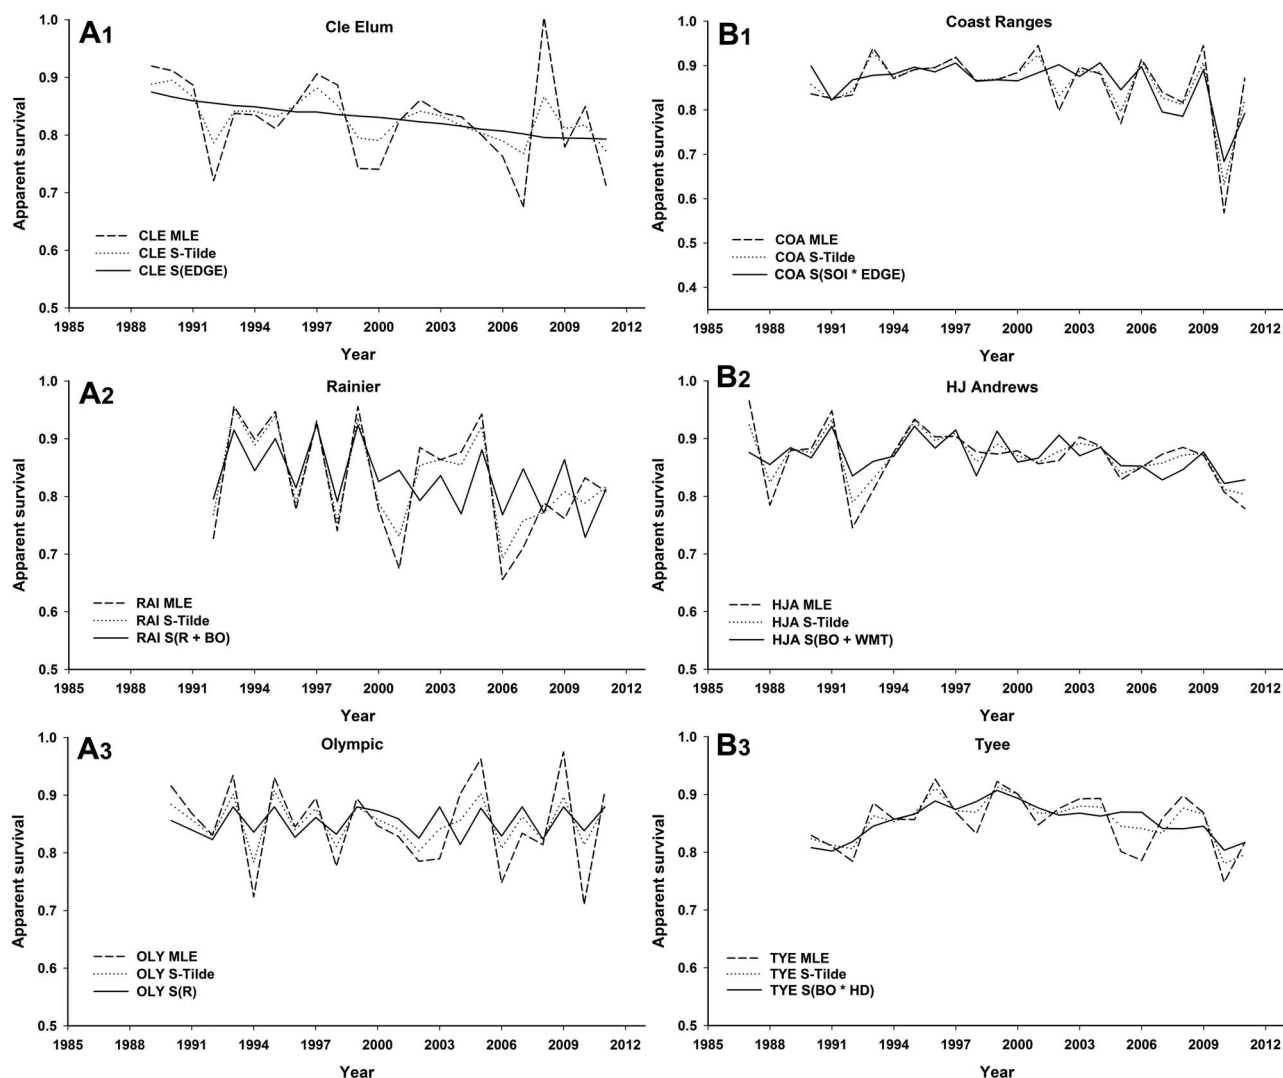 A1
Cle Elum
1.0
0.9
0.8
0.7
0.6
0.5
Apparent survival
CLE MLE
CLE S-Tilde
CLE S(EDGE)
1985 1988 1991 1994 1997 2000 2003 2006 2009 2012
Year
B1
Coast Ranges
1.0
0.9
0.8
0.7
0.6
0.5
0.4
Apparent survival
COA MLE
COA S-Tilde
COA S(SOI * EDGE)
1985 1988 1991 1994 1997 2000 2003 2006 2009 2012
Year
A2
Rainier
1.0
0.9
0.8
0.7
0.6
0.5
Apparent survival
RAI MLE
RAI S-Tilde
RAI S(R + BO)
1985 1988 1991 1994 1997 2000 2003 2006 2009 2012
Year
B2
HJ Andrews
1.0
0.9
0.8
0.7
0.6
0.5
Apparent survival
HJA MLE
HJA S-Tilde
HJA S(BO + WMT)
1985 1988 1991 1994 1997 2000 2003 2006 2009 2012
Year
A3
Olympic
1.0
0.9
0.8
0.7
0.6
0.5
Apparent survival
OLY MLE
OLY S-Tilde
OLY S(R)
1985 1988 1991 1994 1997 2000 2003 2006 2009 2012
Year
B3
Tyee
1.0
0.9
0.8
0.7
0.6
0.5
Apparent survival
TYE MLE
TYE S-Tilde
TYE S(BO * HD)
1985 1988 1991 1994 1997 2000 2003 2006 2009 2012
Year